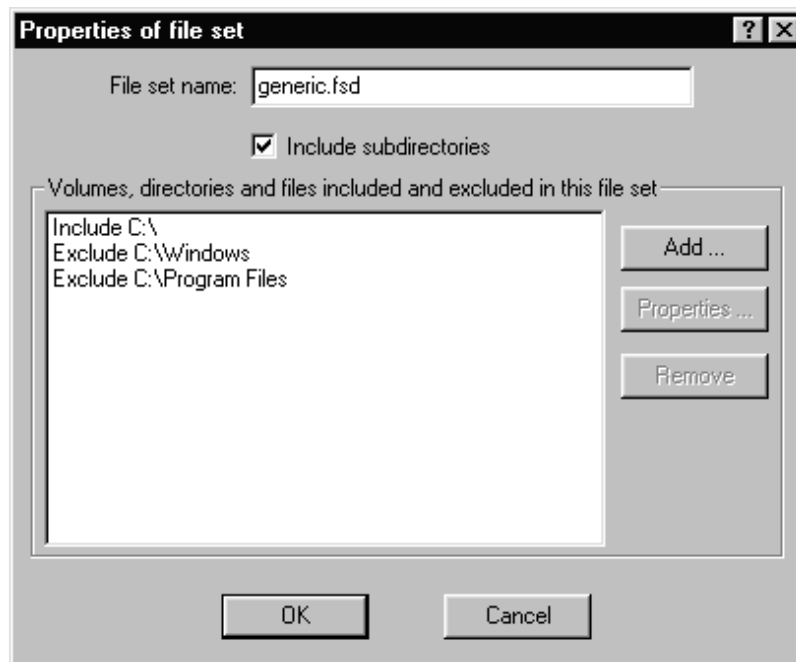 Properties of file set
File set name: generic.fsd
Include subdirectories
Volumes, directories and files included and excluded in this file set
Include C:\
Exclude C:\Windows
Exclude C:\Program Files
Add ...
Properties ...
Remove
OK
Cancel